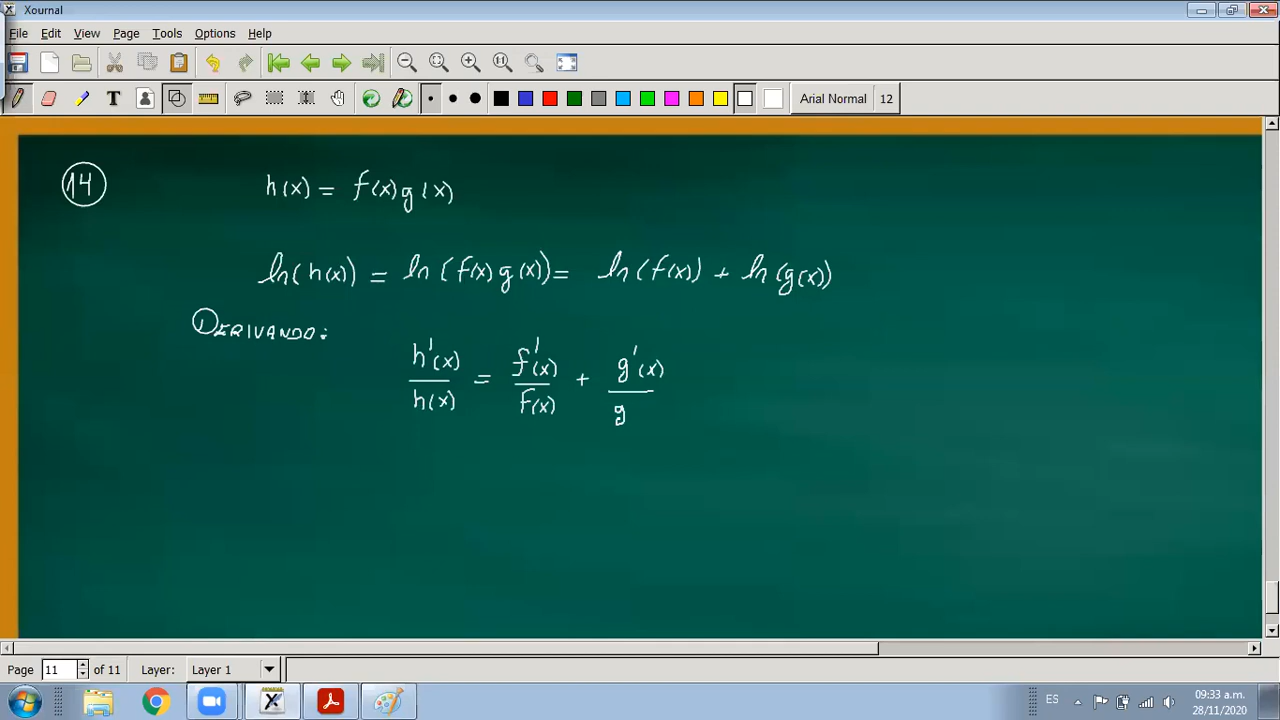 Xournal
File Edit View Page Tools Options Help
Arial Normal 12
14 h(x) = f(x)g(x)
ln(h(x)) = ln(f(x)g(x)) = ln(f(x)) + ln(g(x))
DERIVANDO:
h'(x)/h(x) = f'(x)/f(x) + g'(x)/g
Page 11 of 11 Layer: Layer 1
ES 09:33 a.m.
28/11/2020